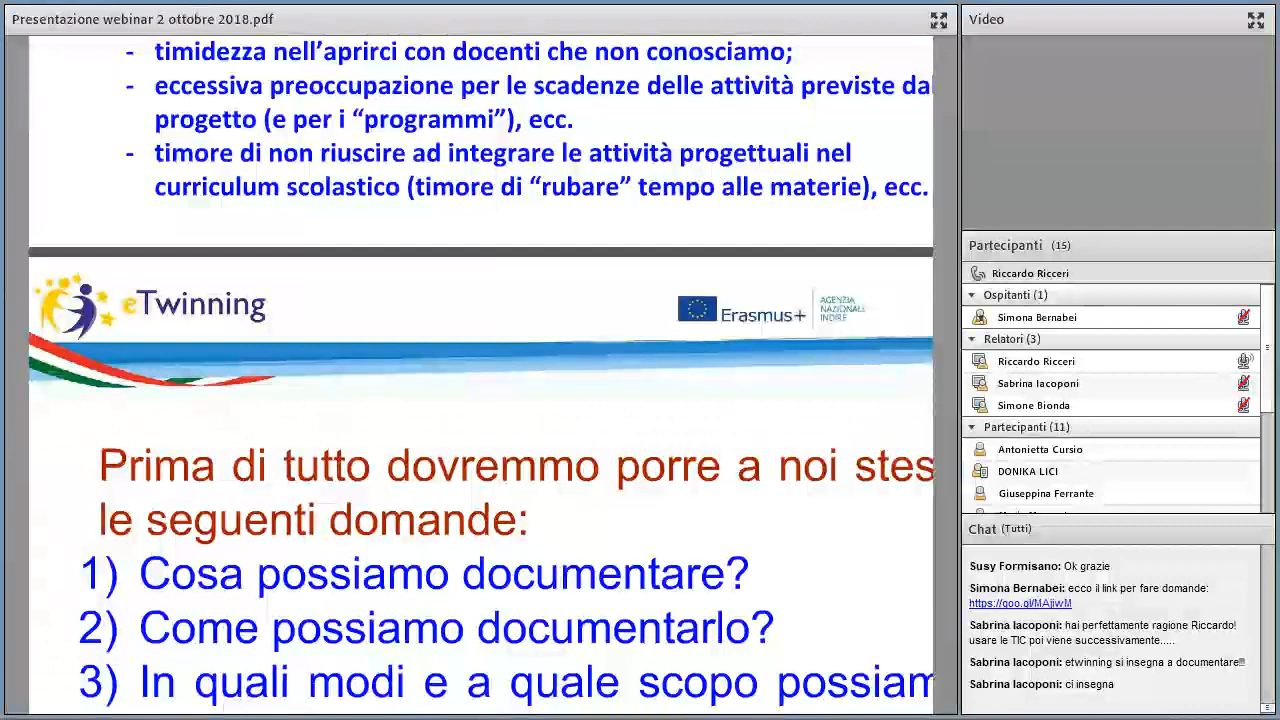 Presentazione webinar 2 ottobre 2018.pdf
- timidezza nell’aprirci con docenti che non conosciamo;
- eccessiva preoccupazione per le scadenze delle attività previste dal
progetto (e per i “programmi”), ecc.
- timore di non riuscire ad integrare le attività progettuali nel
curriculum scolastico (timore di “rubare” tempo alle materie), ecc.
eTwinning
Erasmus+
AGENZIA
NAZIONALE
INDIRE
Prima di tutto dovremmo porre a noi stes
le seguenti domande:
1) Cosa possiamo documentare?
2) Come possiamo documentarlo?
3) In quali modi e a quale scopo possiam
Video
Partecipanti (15)
Riccardo Ricceri
Ospitanti (1)
Simona Bernabei
Relatori (3)
Riccardo Ricceri
Sabrina Iacoponi
Simone Bionda
Partecipanti (11)
Antonietta Cursio
DONIKA LICI
Giuseppina Ferrante
Chat (Tutti)
Susy Formisano: Ok grazie
Simona Bernabei: ecco il link per fare domande:
https://goo.gl/MAjjwM
Sabrina Iacoponi: hai perfettamente ragione Riccardo!
usare le TIC poi viene successivamente.....
Sabrina Iacoponi: etwinning si insegna a documentare
Sabrina Iacoponi: ci insegna